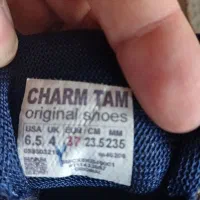 CHARM TAM
original shoes
USA UK EUR CM MM
6.5 4 37 23.5 235